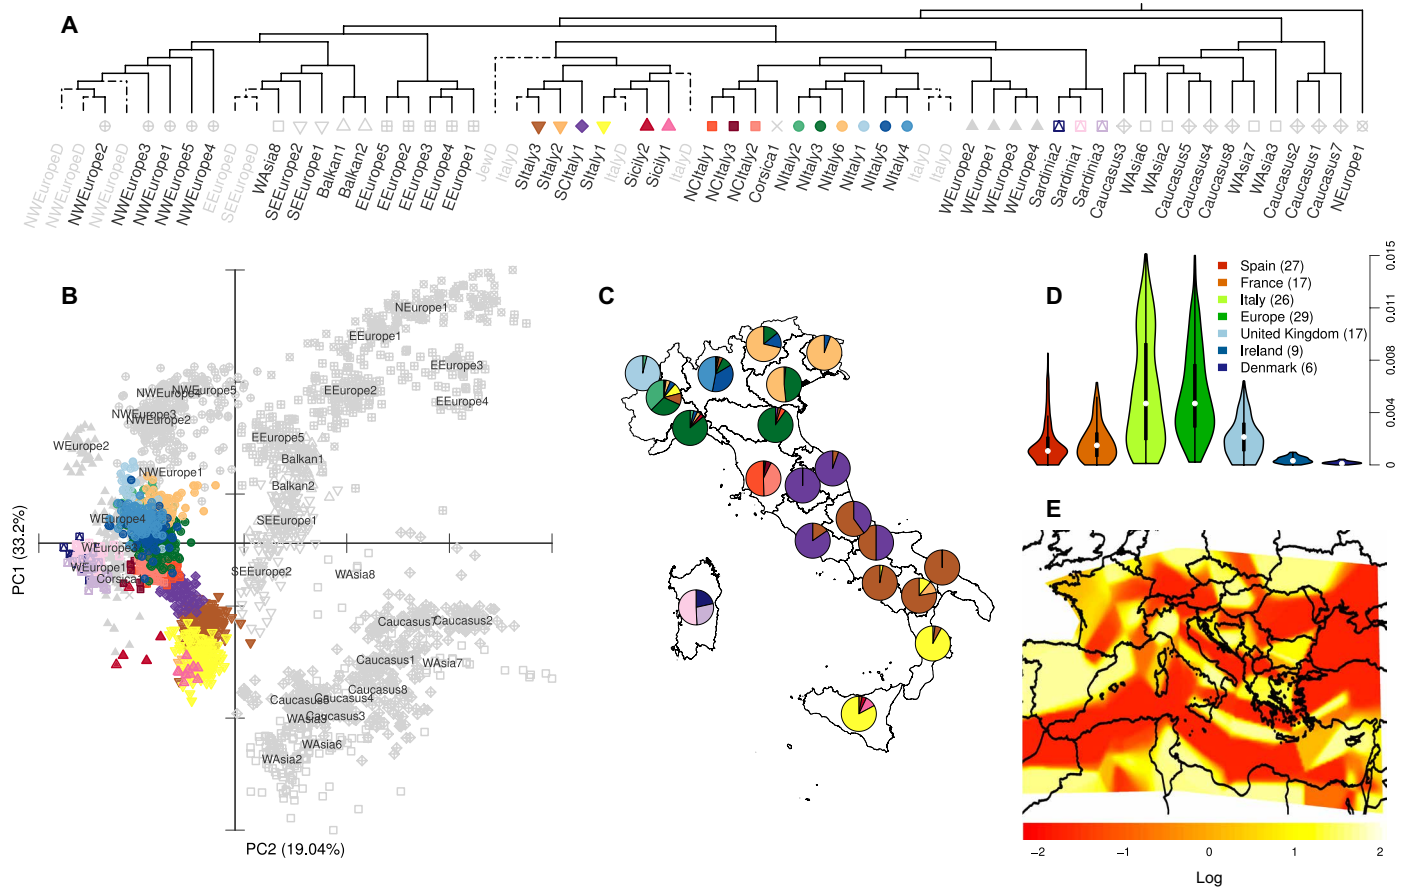 A
NWEuropeD
NWEuropeD
NWEurope2
NWEuropeD
NWEurope3
NWEurope1
NWEurope5
NWEurope4
EEuropeD
SEEuropeD
WAsia8
SEEurope2
SEEurope1
Balkan1
Balkan2
EEurope5
EEurope2
EEurope3
EEurope4
EEurope1
JewD
ItalyD
SItaly3
SItaly2
SCItaly1
SItaly1
ItalyD
Sicily2
Sicily1
ItalyD
NCItaly1
NCItaly3
NCItaly2
Corsica1
NItaly2
NItaly3
NItaly6
NItaly1
NItaly5
NItaly4
ItalyD
ItalyD
WEurope2
WEurope1
WEurope3
WEurope4
Sardinia2
Sardinia1
Sardinia3
Caucasus3
WAsia6
WAsia2
Caucasus5
Caucasus4
Caucasus8
WAsia7
WAsia3
Caucasus2
Caucasus1
Caucasus7
NEurope1
B
NEurope1
EEurope1
EEurope3
EEurope2
EEurope4
NWEurope4
NWEurope5
NWEurope3
NWEurope2
WEurope2
EEurope5
Balkan1
NWEurope1
Balkan2
WEurope4
SEEurope1
WEurope3
WEurope1
Corsica1
SEEurope2
WAsia8
Caucasus7
Caucasus2
Caucasus1
WAsia7
Caucasus8
Caucasus5
Caucasus4
WAsia3
Caucasus3
WAsia6
WAsia2
PC1 (33.2%)
PC2 (19.04%)
C
D
Spain (27)
France (17)
Italy (26)
Europe (29)
United Kingdom (17)
Ireland (9)
Denmark (6)
0.015
0.011
0.008
0.004
0
E
−2
−1
0
1
2
Log